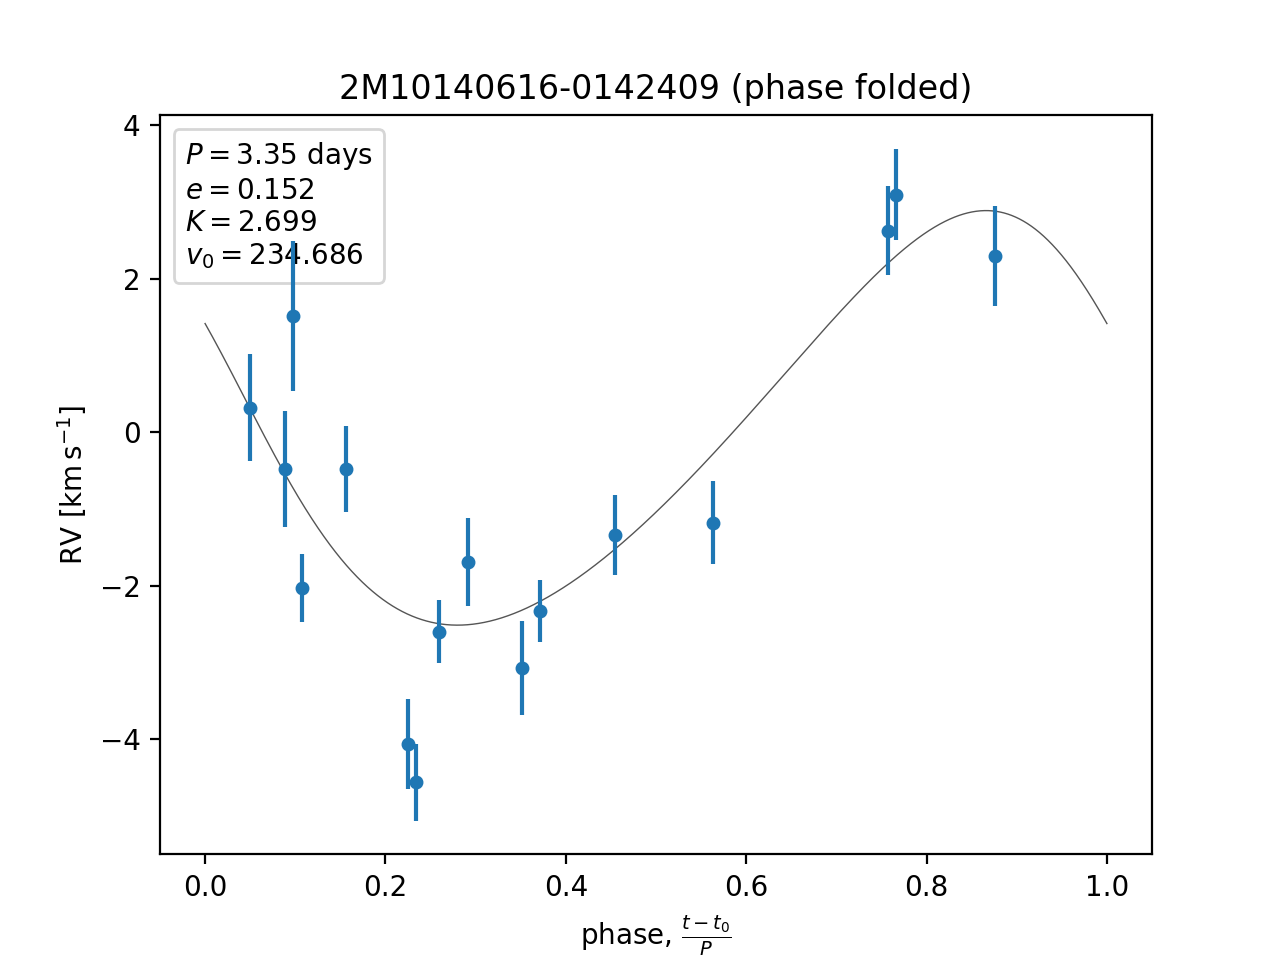 2M10140616-0142409 (phase folded)
P = 3.35 days
e = 0.152
K = 2.699
v₀ = 234.686
4
2
0
−2
−4
RV [km s⁻¹]
0.0 0.2 0.4 0.6 0.8 1.0
phase, (t − t₀)/P